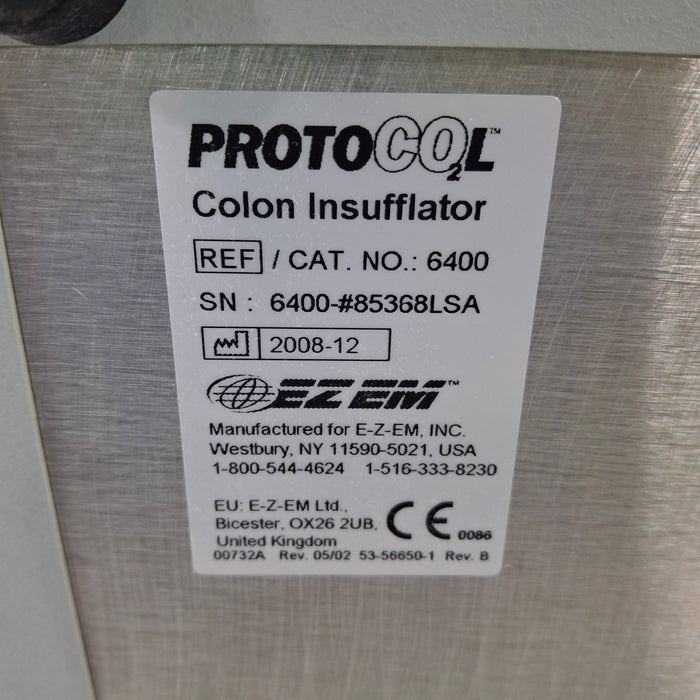 PROTOCO₂L™
Colon Insufflator
REF / CAT. NO.: 6400
SN : 6400-#85368LSA
2008-12
EZEM™
Manufactured for E-Z-EM, INC.
Westbury, NY 11590-5021, USA
1-800-544-4624 1-516-333-8230
EU: E-Z-EM Ltd.,
Bicester, OX26 2UB,
United Kingdom
CE 0086
00732A Rev. 05/02 53-56650-1 Rev. B